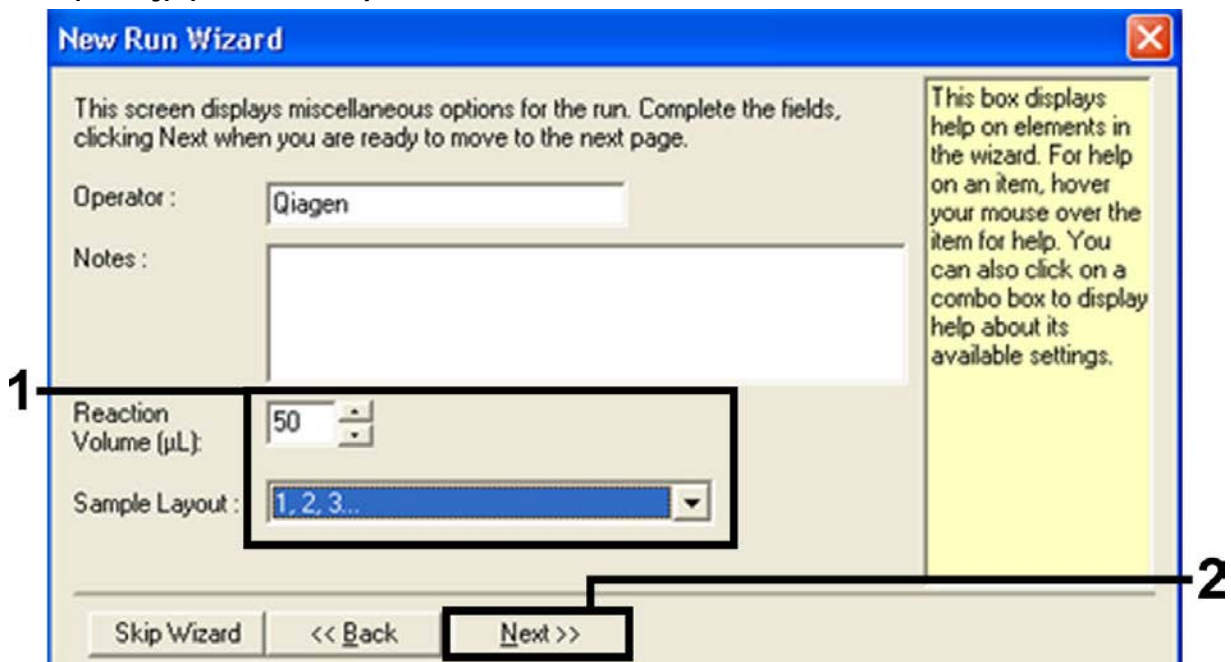 New Run Wizard
This screen displays miscellaneous options for the run. Complete the fields,
clicking Next when you are ready to move to the next page.
Operator :
Qiagen
Notes :
1
Reaction
Volume (µL):
50
Sample Layout :
1, 2, 3...
This box displays
help on elements in
the wizard. For help
on an item, hover
your mouse over the
item for help. You
can also click on a
combo box to display
help about its
available settings.
2
Skip Wizard
<< Back
Next >>